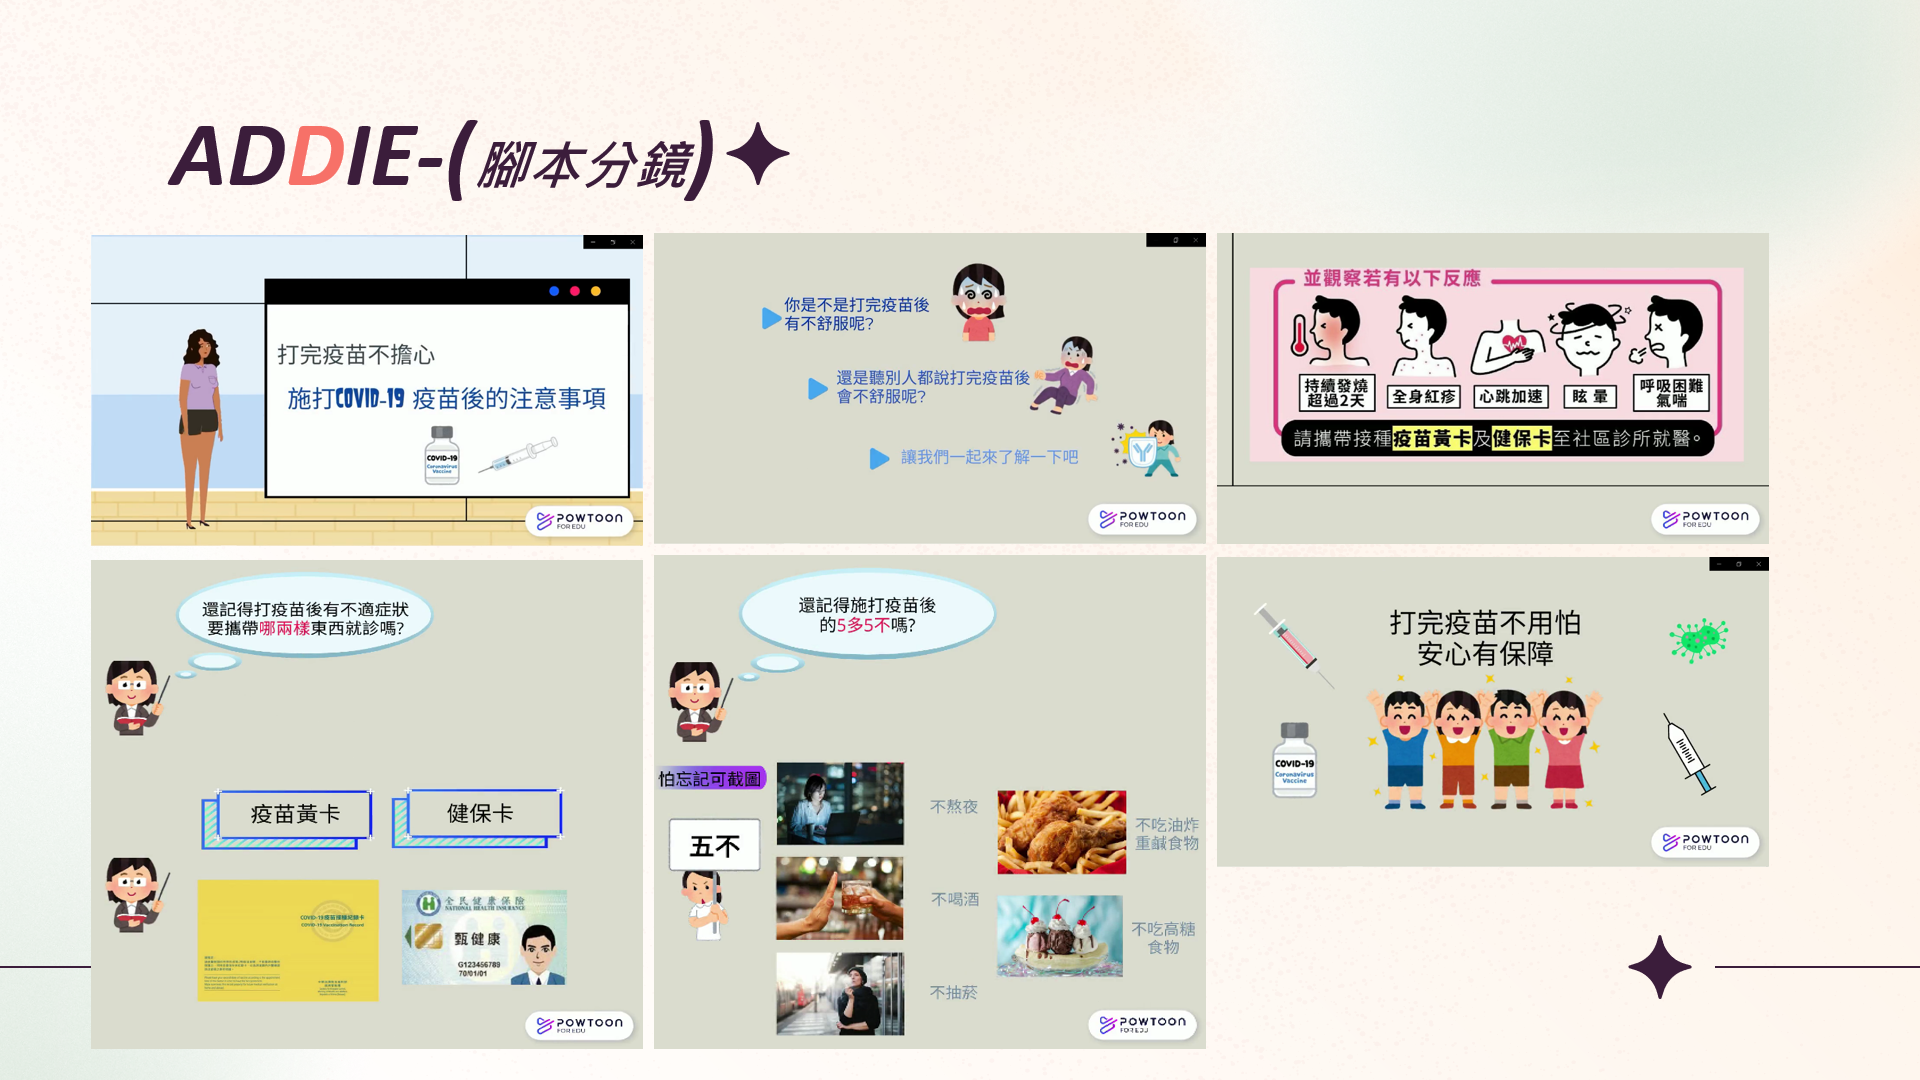 ADDIE-(腳本分鏡)
打完疫苗不擔心
施打COVID-19 疫苗後的注意事項
COVID-19
Coronavirus
Vaccine
POWTOON
FOR EDU
你是不是打完疫苗後
有不舒服呢?
還是聽別人都說打完疫苗後
會不舒服呢?
讓我們一起來了解一下吧
POWTOON
FOR EDU
並觀察若有以下反應
持續發燒
超過2天
全身紅疹
心跳加速
眩暈
呼吸困難
氣喘
請攜帶接種疫苗黃卡及健保卡至社區診所就醫。
POWTOON
FOR EDU
還記得打疫苗後有不適症狀
要攜帶哪兩樣東西就診嗎?
疫苗黃卡
健保卡
COVID-19疫苗接種紀錄卡
COVID-19 Vaccination Record
全民健康保險
NATIONAL HEALTH INSURANCE
甄健康
G123456789
70/01/01
POWTOON
FOR EDU
還記得施打疫苗後
的5多5不嗎?
怕忘記可截圖
五不
不熬夜
不喝酒
不抽菸
不吃油炸
重鹹食物
不吃高糖
食物
POWTOON
FOR EDU
打完疫苗不用怕
安心有保障
COVID-19
Coronavirus
Vaccine
POWTOON
FOR EDU